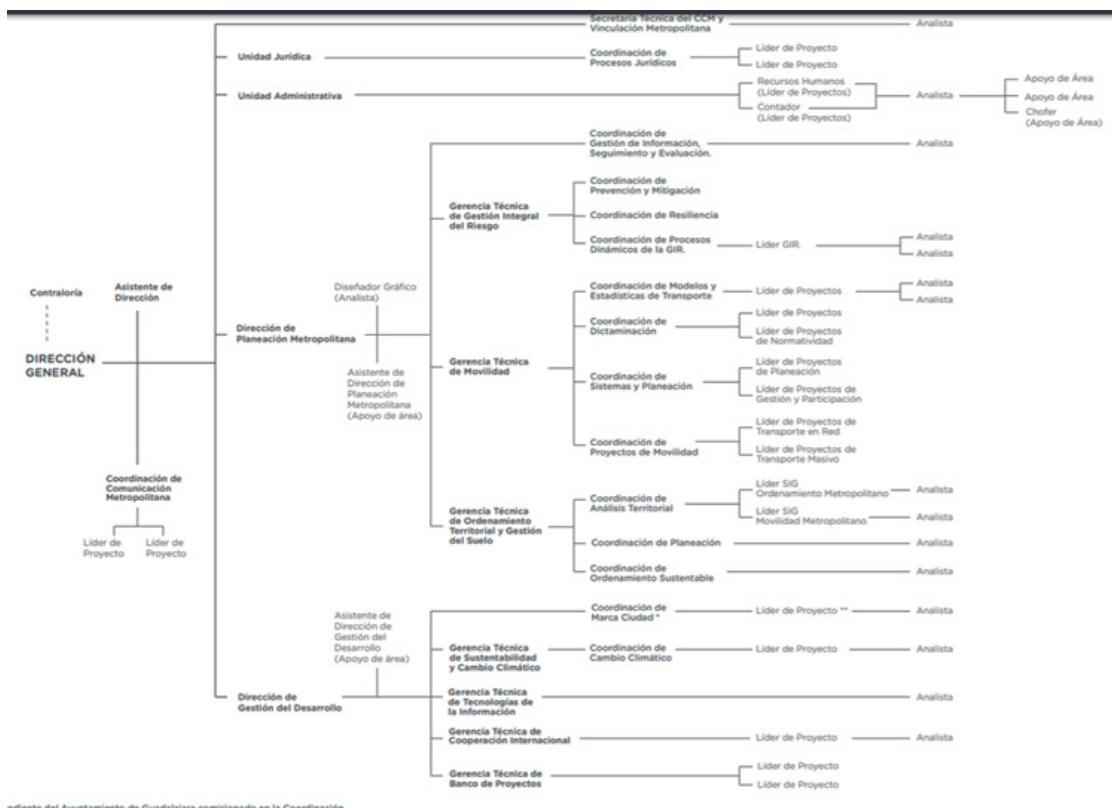 Secretaría Técnica del CCM y
Vinculación Metropolitana
Analista
Unidad Jurídica
Coordinación de
Procesos Jurídicos
Líder de Proyecto
Líder de Proyecto
Unidad Administrativa
Recursos Humanos
(Líder de Proyectos)
Contador
(Líder de Proyectos)
Analista
Apoyo de Área
Apoyo de Área
Chofer
(Apoyo de Área)
Coordinación de
Gestión de Información,
Seguimiento y Evaluación.
Analista
Gerencia Técnica
de Gestión Integral
del Riesgo
Coordinación de
Prevención y Mitigación
Coordinación de Resiliencia
Coordinación de Procesos
Dinámicos de la GIR.
Líder GIR.
Analista
Analista
Contraloría
DIRECCIÓN
GENERAL
Asistente de
Dirección
Dirección de
Planeación Metropolitana
Diseñador Gráfico
(Analista)
Asistente de
Dirección de
Planeación
Metropolitana
(Apoyo de área)
Gerencia Técnica
de Movilidad
Coordinación de Modelos y
Estadísticas de Transporte
Líder de Proyectos
Analista
Analista
Coordinación de
Dictaminación
Líder de Proyectos
Líder de Proyectos
de Normatividad
Coordinación de
Sistemas y Planeación
Líder de Proyectos
de Planeación
Líder de Proyectos de
Gestión y Participación
Coordinación de
Proyectos de Movilidad
Líder de Proyectos de
Transporte en Red
Líder de Proyectos de
Transporte Masivo
Coordinación de
Comunicación
Metropolitana
Líder de
Proyecto
Líder de
Proyecto
Gerencia Técnica
de Ordenamiento
Territorial y Gestión
del Suelo
Coordinación de
Análisis Territorial
Líder SIG
Ordenamiento Metropolitano
Analista
Líder SIG
Movilidad Metropolitano
Analista
Coordinación de Planeación
Analista
Coordinación de
Ordenamiento Sustentable
Analista
Dirección de
Gestión del Desarrollo
Asistente de
Dirección de
Gestión del
Desarrollo
(Apoyo de área)
Coordinación de
Marca Ciudad *
Líder de Proyecto **
Analista
Gerencia Técnica
de Sustentabilidad
y Cambio Climático
Coordinación de
Cambio Climático
Líder de Proyecto
Analista
Gerencia Técnica
de Tecnologías de
la Información
Analista
Gerencia Técnica de
Cooperación Internacional
Líder de Proyecto
Analista
Gerencia Técnica de
Banco de Proyectos
Líder de Proyecto
Líder de Proyecto
del Ayuntamiento de Guadalajara comisionado en la Coordinación